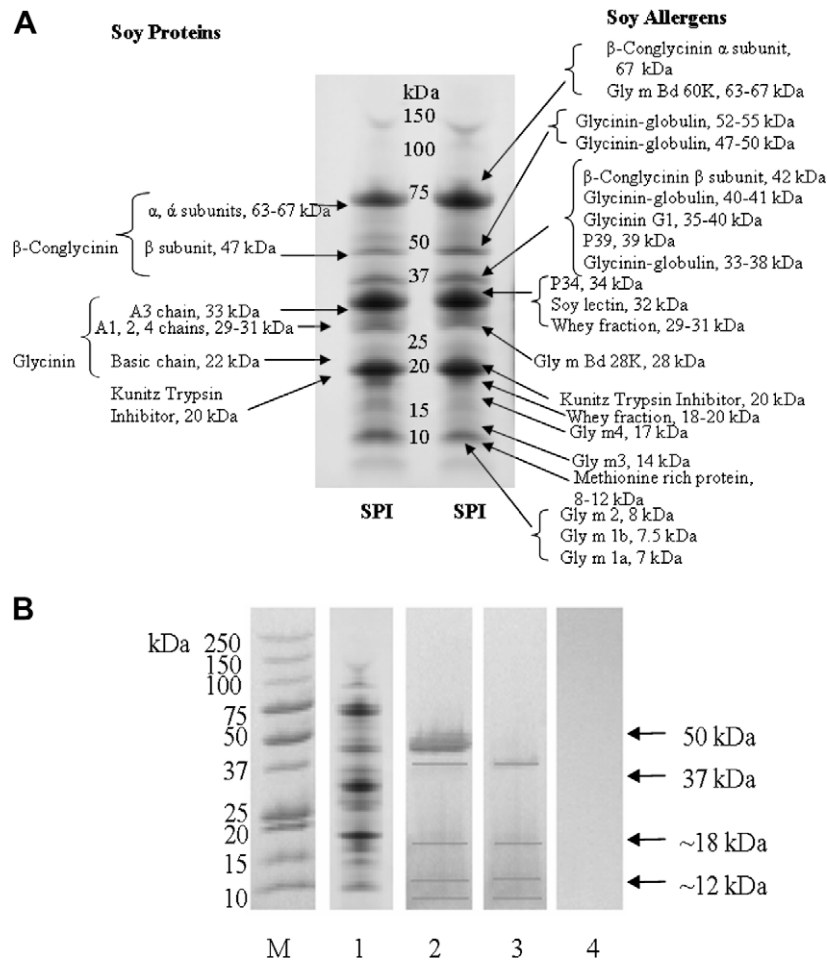 A
Soy Proteins
Soy Allergens
kDa
150
100
75
50
37
25
20
15
10
β-Conglycinin
α, ά subunits, 63-67 kDa
β subunit, 47 kDa
Glycinin
A3 chain, 33 kDa
A1, 2, 4 chains, 29-31 kDa
Basic chain, 22 kDa
Kunitz Trypsin
Inhibitor, 20 kDa
β-Conglycinin α subunit,
67 kDa
Gly m Bd 60K, 63-67 kDa
Glycinin-globulin, 52-55 kDa
Glycinin-globulin, 47-50 kDa
β-Conglycinin β subunit, 42 kDa
Glycinin-globulin, 40-41 kDa
Glycinin G1, 35-40 kDa
P39, 39 kDa
Glycinin-globulin, 33-38 kDa
P34, 34 kDa
Soy lectin, 32 kDa
Whey fraction, 29-31 kDa
Gly m Bd 28K, 28 kDa
Kunitz Trypsin Inhibitor, 20 kDa
Whey fraction, 18-20 kDa
Gly m4, 17 kDa
Gly m3, 14 kDa
Methionine rich protein,
8-12 kDa
Gly m 2, 8 kDa
Gly m 1b, 7.5 kDa
Gly m 1a, 7 kDa
SPI SPI
B
kDa
250
150
100
75
50
37
25
20
15
10
50 kDa
37 kDa
~18 kDa
~12 kDa
M 1 2 3 4